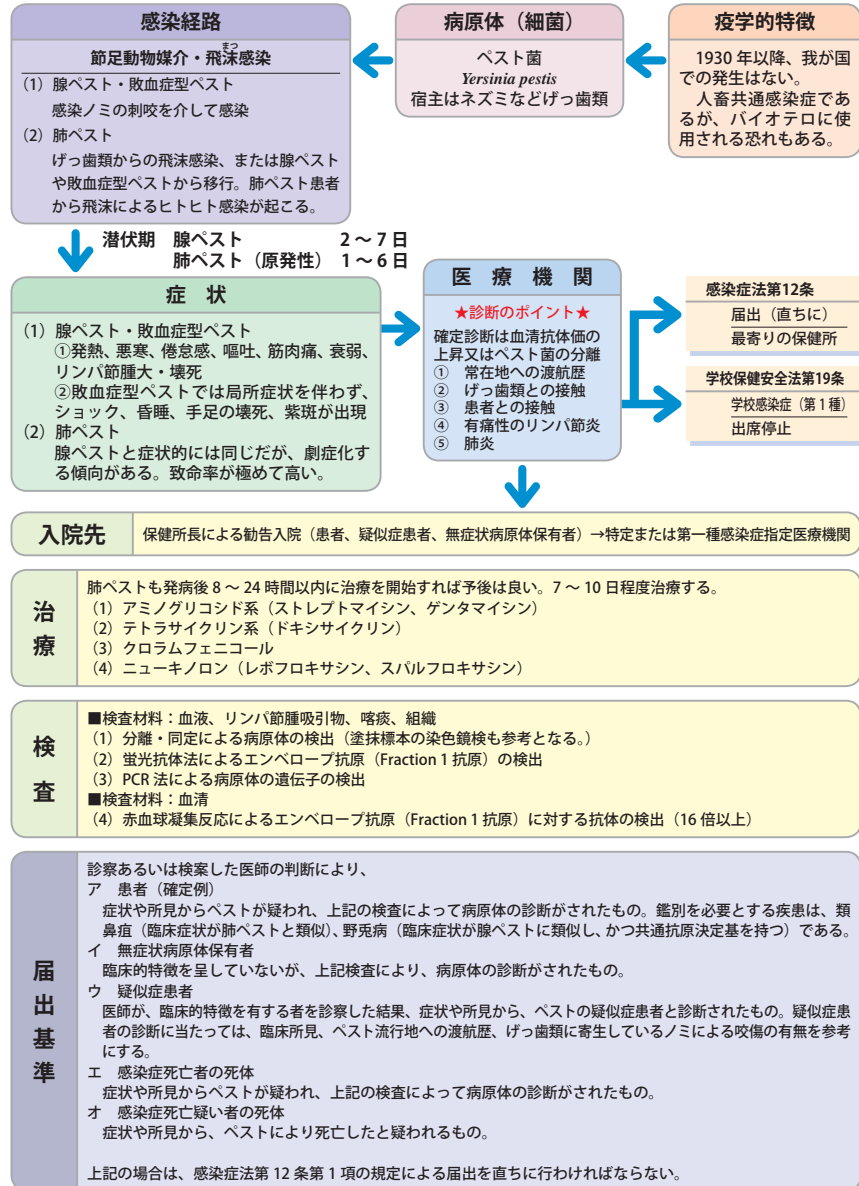 感染経路
節足動物媒介・飛沫感染
まつ
(1) 腺ペスト・敗血症型ペスト
感染ノミの刺咬を介して感染
(2) 肺ペスト
げっ歯類からの飛沫感染、または腺ペスト
や敗血症型ペストから移行。肺ペスト患者
から飛沫によるヒトヒト感染が起こる。
病原体(細菌)
ペスト菌
Yersinia pestis
宿主はネズミなどげっ歯類
疫学的特徴
1930 年以降、我が国
での発生はない。
人畜共通感染症であ
るが、バイオテロに使
用される恐れもある。
潜伏期 腺ペスト 2~7日
肺ペスト(原発性) 1~6日
症 状
(1) 腺ペスト・敗血症型ペスト
①発熱、悪寒、倦怠感、嘔吐、筋肉痛、衰弱、
リンパ節腫大・壊死
②敗血症型ペストでは局所症状を伴わず、
ショック、昏睡、手足の壊死、紫斑が出現
(2) 肺ペスト
腺ペストと症状的には同じだが、劇症化す
る傾向がある。致命率が極めて高い。
医 療 機 関
★診断のポイント★
確定診断は血清抗体価の
上昇又はペスト菌の分離
① 常在地への渡航歴
② げっ歯類との接触
③ 患者との接触
④ 有痛性のリンパ節炎
⑤ 肺炎
感染症法第12条
届出(直ちに)
最寄りの保健所
学校保健安全法第19条
学校感染症(第1種)
出席停止
入院先
保健所長による勧告入院(患者、疑似症患者、無症状病原体保有者)→特定または第一種感染症指定医療機関
治療
肺ペストも発病後 8 ~ 24 時間以内に治療を開始すれば予後は良い。7 ~ 10 日程度治療する。
(1) アミノグリコシド系(ストレプトマイシン、ゲンタマイシン)
(2) テトラサイクリン系(ドキシサイクリン)
(3) クロラムフェニコール
(4) ニューキノロン(レボフロキサシン、スパルフロキサシン)
検査
■検査材料:血液、リンパ節腫吸引物、喀痰、組織
(1) 分離・同定による病原体の検出(塗抹標本の染色鏡検も参考となる。)
(2) 蛍光抗体法によるエンベロープ抗原(Fraction 1 抗原)の検出
(3) PCR 法による病原体の遺伝子の検出
■検査材料:血清
(4) 赤血球凝集反応によるエンベロープ抗原(Fraction 1 抗原)に対する抗体の検出(16 倍以上)
届出基準
診察あるいは検案した医師の判断により、
ア 患者(確定例)
症状や所見からペストが疑われ、上記の検査によって病原体の診断がされたもの。鑑別を必要とする疾患は、類
鼻疽(臨床症状が肺ペストと類似)、野兎病(臨床症状が腺ペストに類似し、かつ共通抗原決定基を持つ)である。
イ 無症状病原体保有者
臨床的特徴を呈していないが、上記検査により、病原体の診断がされたもの。
ウ 疑似症患者
医師が、臨床的特徴を有する者を診察した結果、症状や所見から、ペストの疑似症患者と診断されたもの。疑似症患
者の診断に当たっては、臨床所見、ペスト流行地への渡航歴、げっ歯類に寄生しているノミによる咬傷の有無を参考
にする。
エ 感染症死亡者の死体
症状や所見からペストが疑われ、上記の検査によって病原体の診断がされたもの。
オ 感染症死亡疑い者の死体
症状や所見から、ペストにより死亡したと疑われるもの。
上記の場合は、感染症法第 12 条第 1 項の規定による届出を直ちに行わければならない。